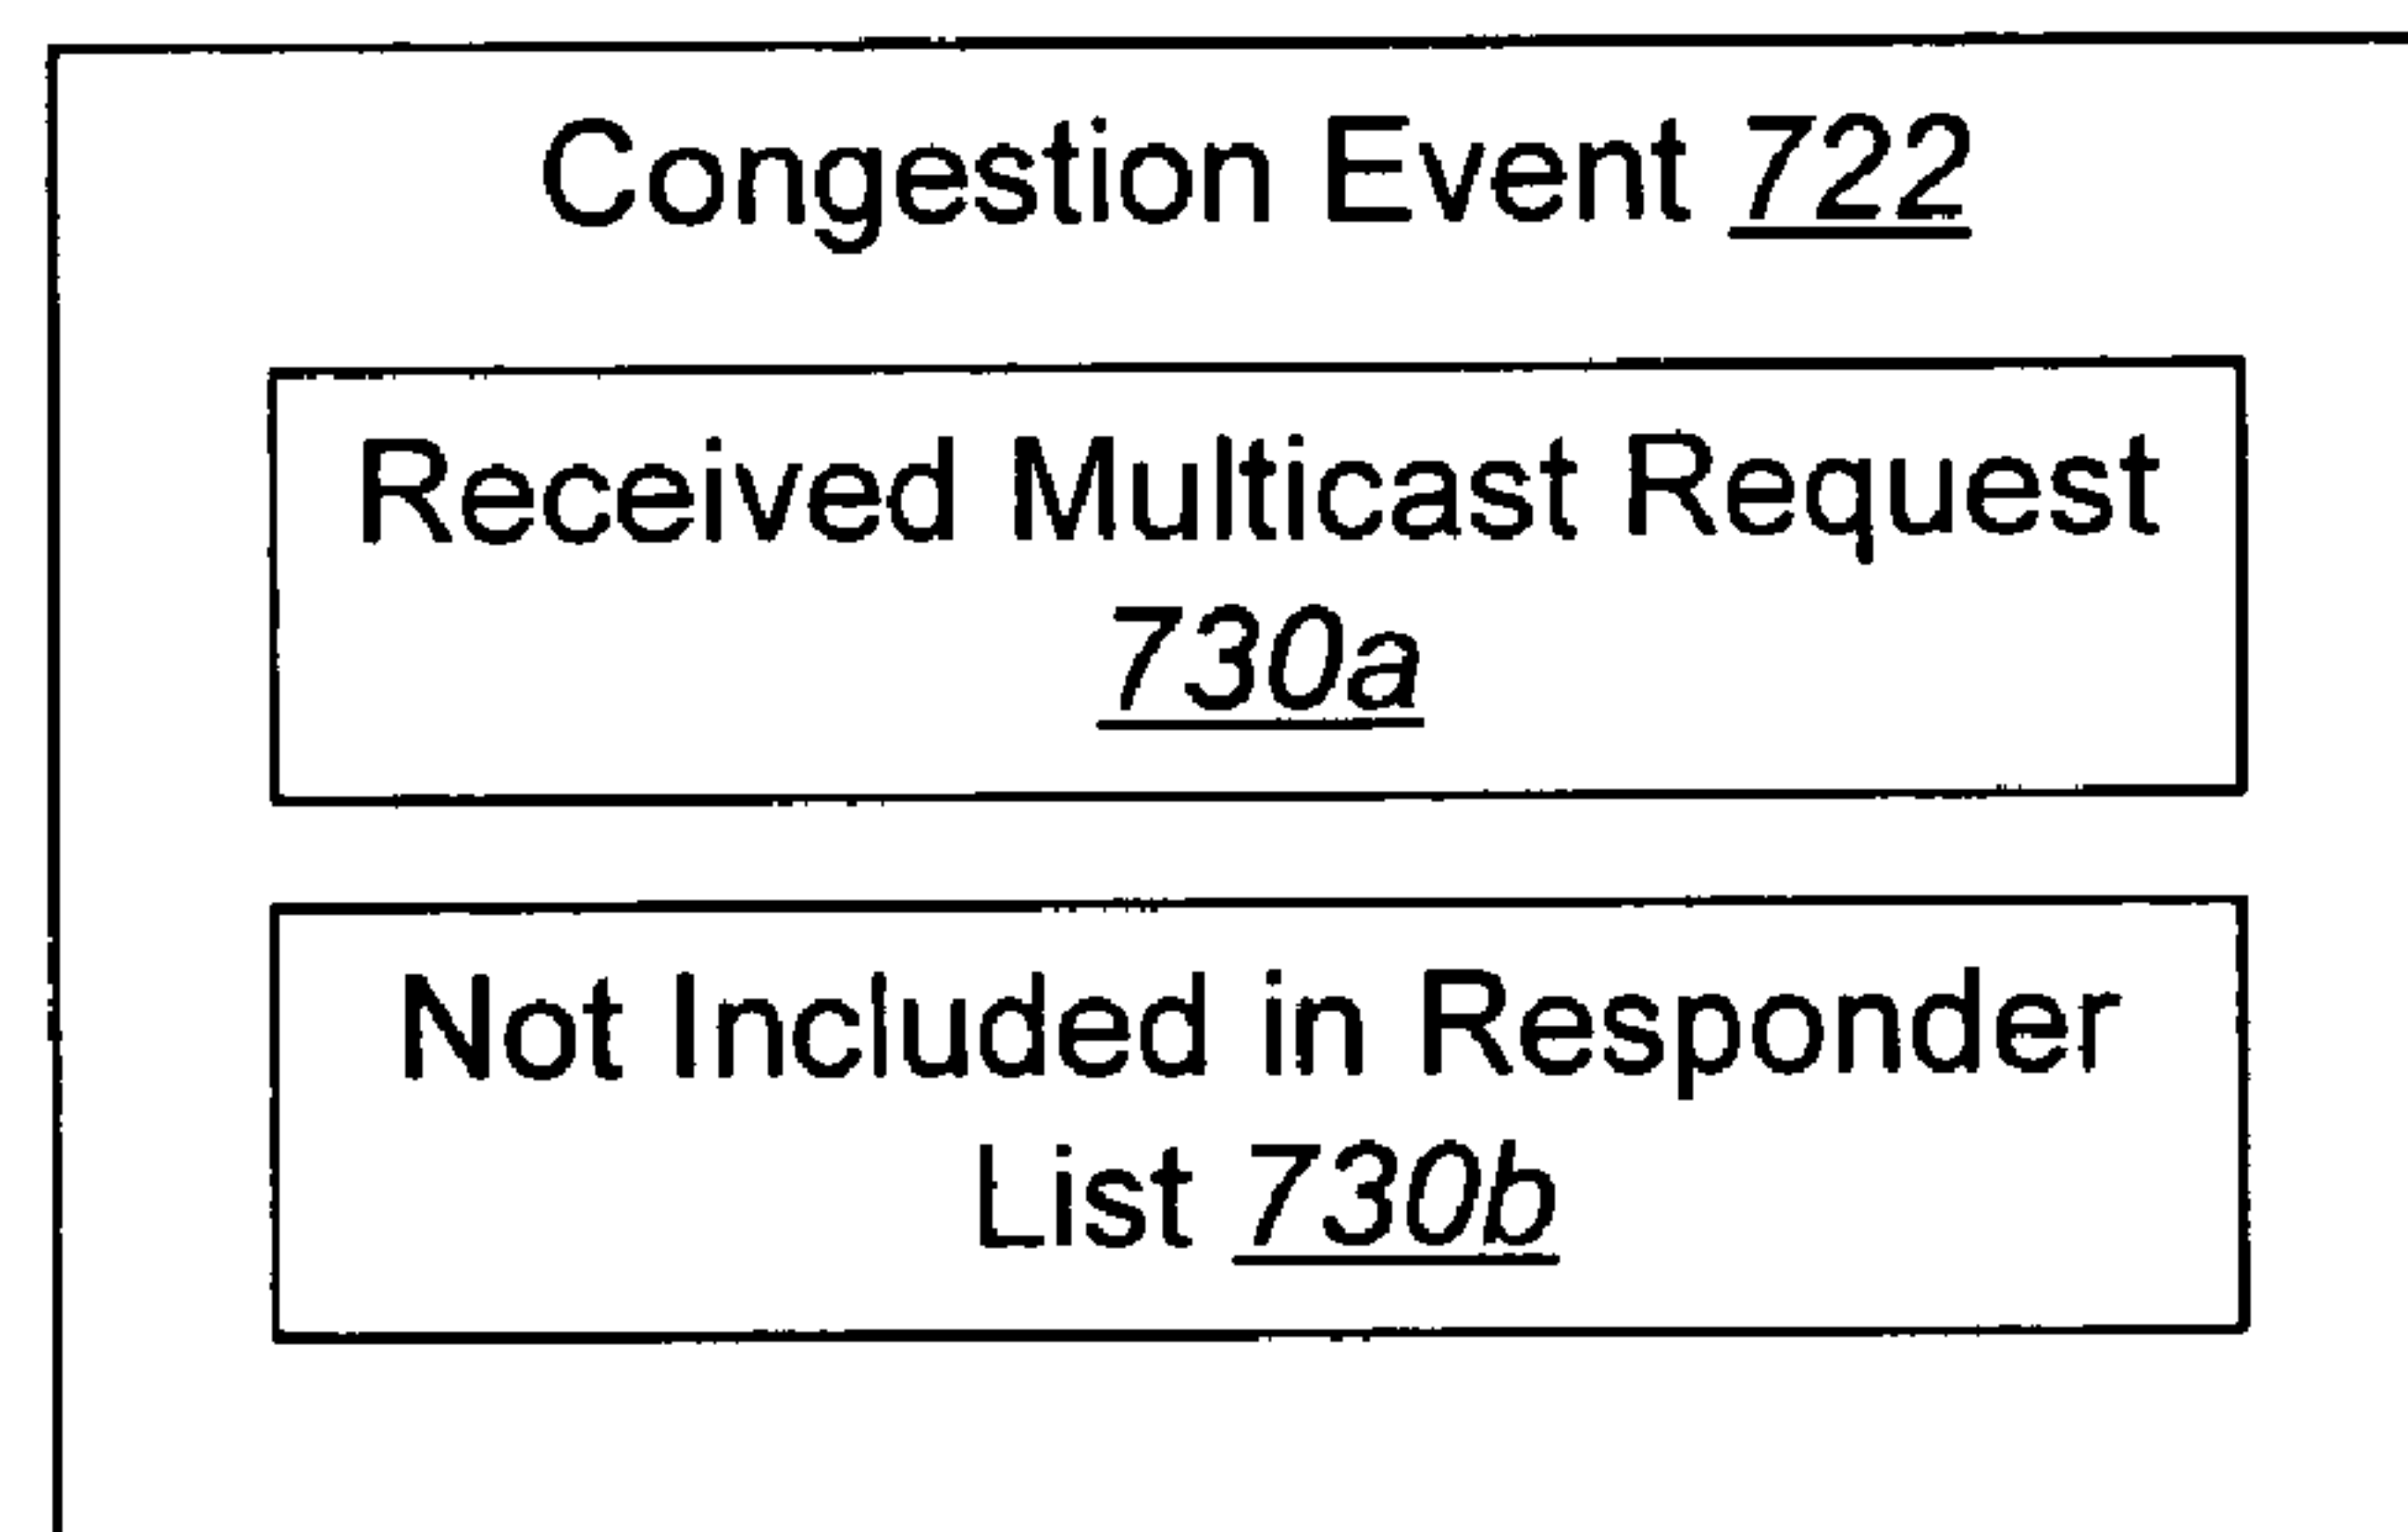 Congestion Event 722
Received Multicast Request
730a
Not Included in Responder
List 730b